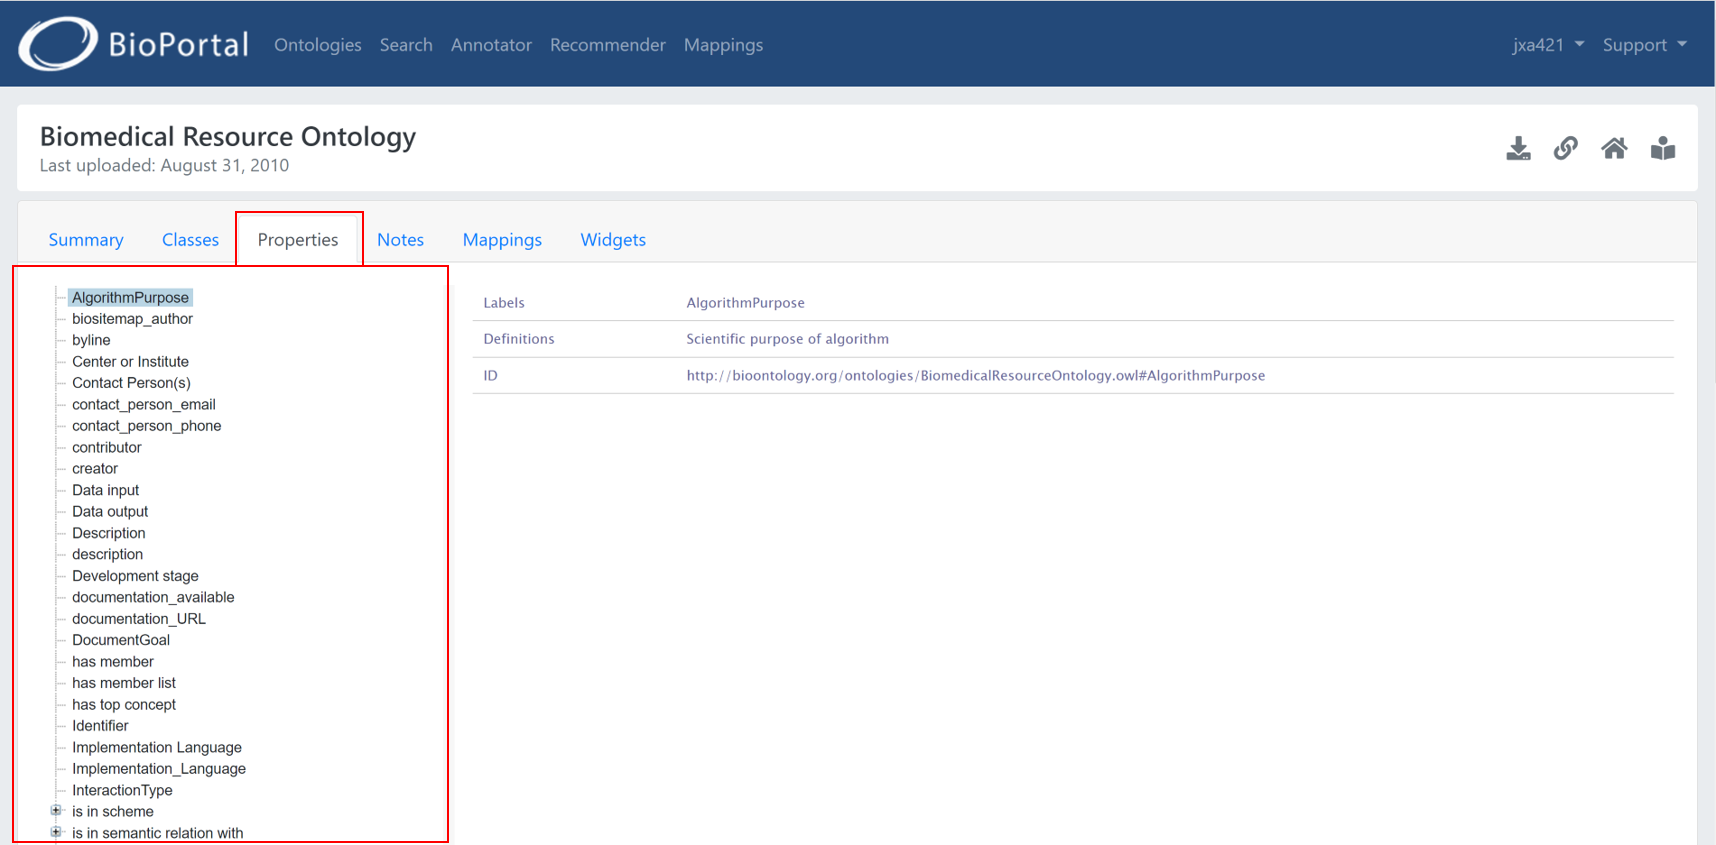 BioPortal Ontologies Search Annotator Recommender Mappings jxa421 Support
Biomedical Resource Ontology
Last uploaded: August 31, 2010
Summary Classes Properties Notes Mappings Widgets
AlgorithmPurpose
biositemap_author
byline
Center or Institute
Contact Person(s)
contact_person_email
contact_person_phone
contributor
creator
Data input
Data output
Description
description
Development stage
documentation_available
documentation_URL
DocumentGoal
has member
has member list
has top concept
Identifier
Implementation Language
Implementation_Language
InteractionType
is in scheme
is in semantic relation with
Labels AlgorithmPurpose
Definitions Scientific purpose of algorithm
ID http://bioontology.org/ontologies/BiomedicalResourceOntology.owl#AlgorithmPurpose